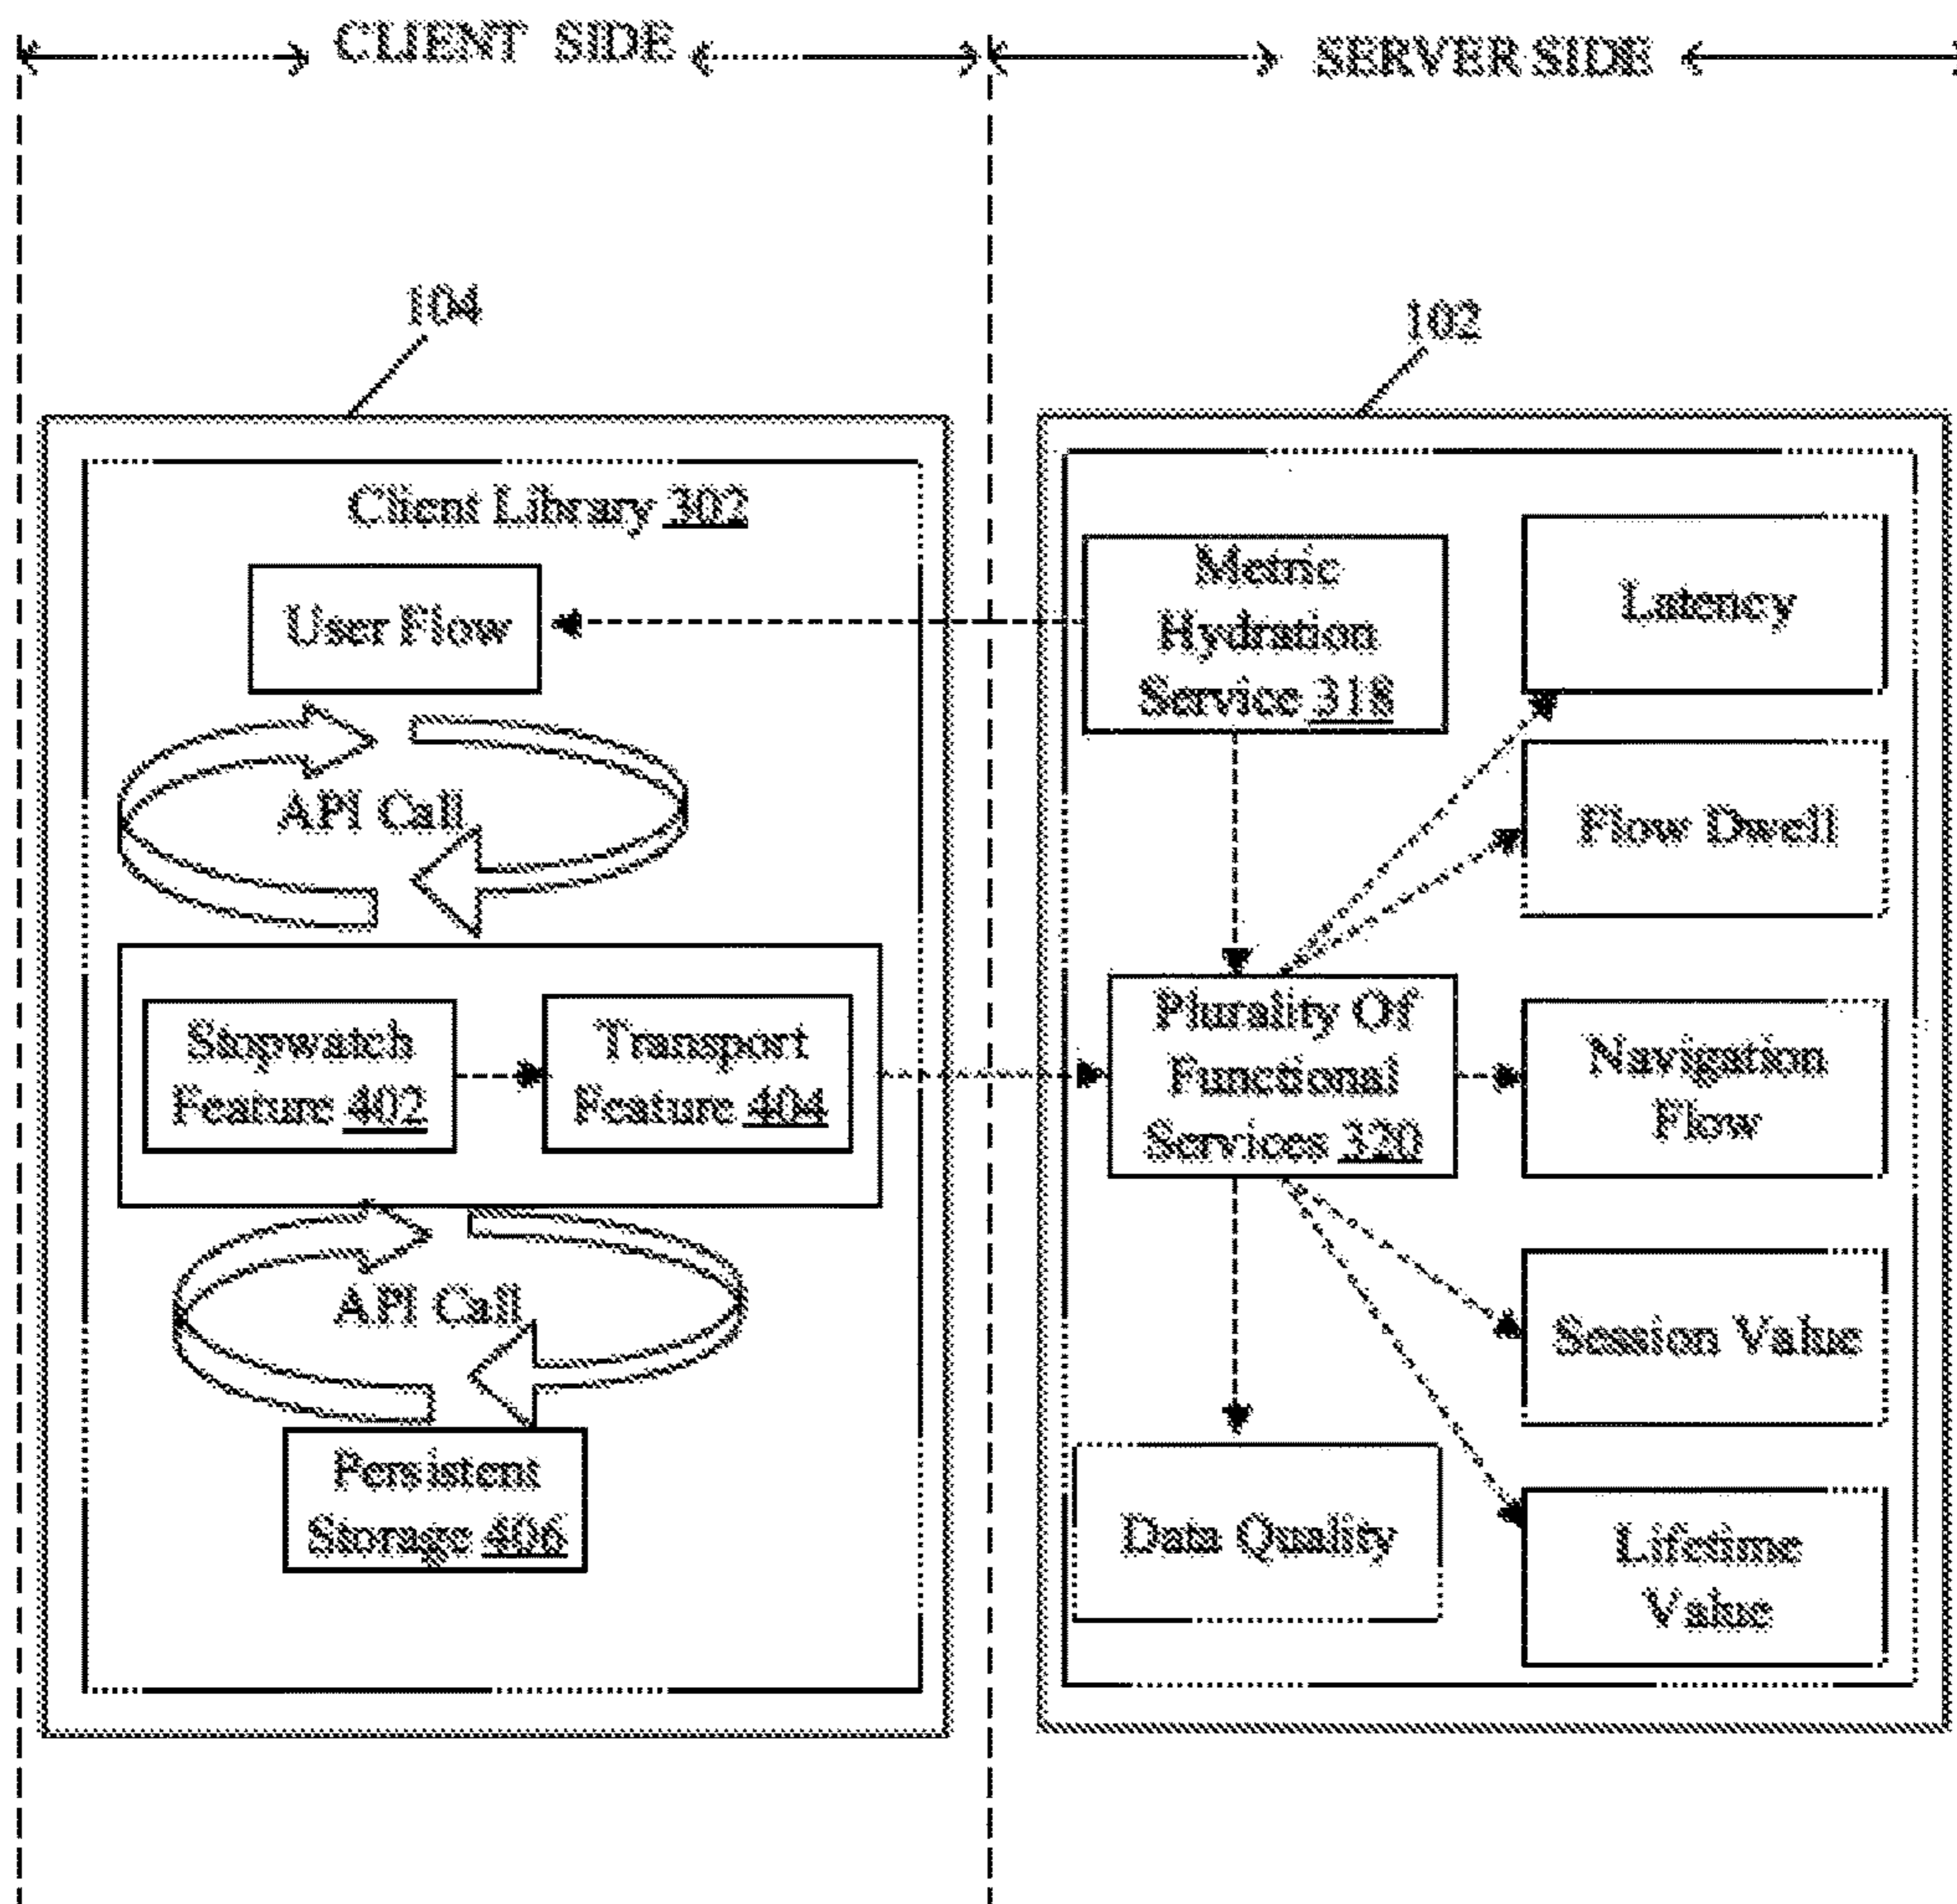 CLIENT SIDE
SERVER SIDE
104
102
Client Library 302
User Flow
API Call
Stopwatch
Feature 402
Transport
Feature 404
API Call
Persistent
Storage 406
Metric
Hydration
Service 318
Latency
Flow Dwell
Plurality Of
Functional
Services 320
Navigation
Flow
Session Value
Data Quality
Lifetime
Value